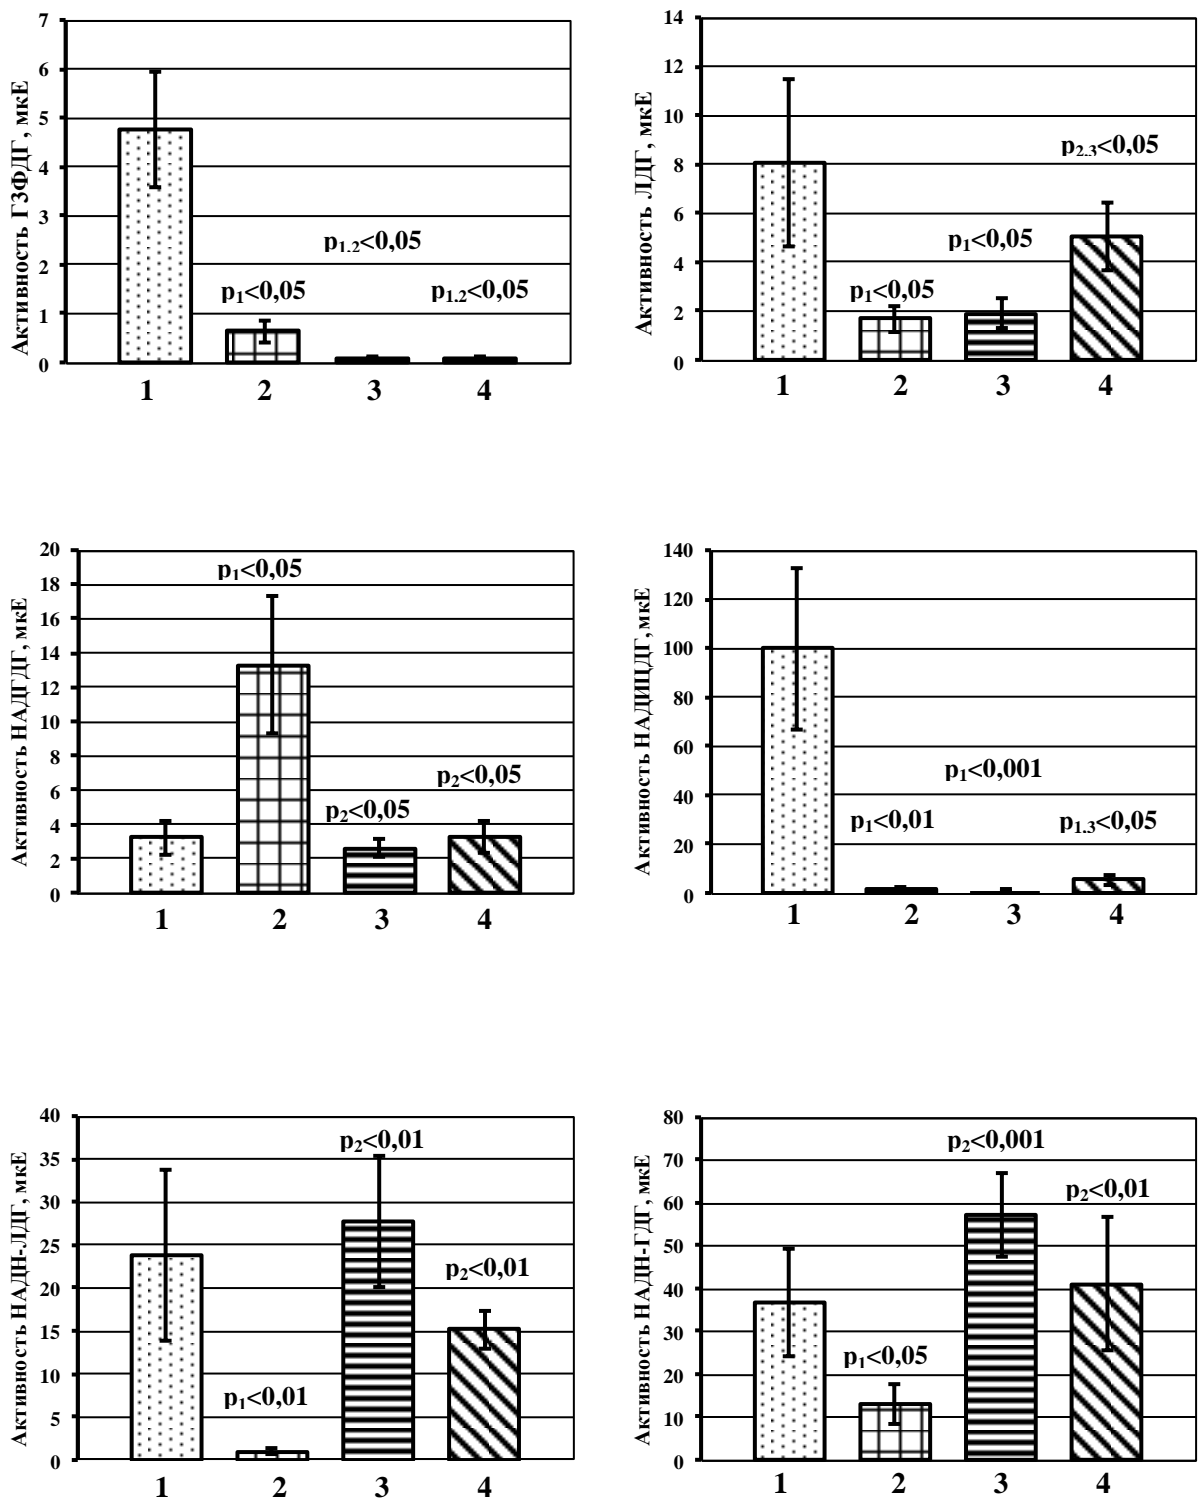 Активность Г3ФДГ, мкЕ
7
6
5
4
3
2
1
0
p1<0,05
p1,2<0,05
p1,2<0,05
1 2 3 4
Активность ЛДГ, мкЕ
14
12
10
8
6
4
2
0
p1<0,05
p1<0,05
p2,3<0,05
1 2 3 4
Активность НАДГДГ, мкЕ
20
18
16
14
12
10
8
6
4
2
0
p1<0,05
p2<0,05
p2<0,05
1 2 3 4
Активность НАДИЦДГ, мкЕ
140
120
100
80
60
40
20
0
p1<0,01
p1<0,001
p1,3<0,05
1 2 3 4
Активность НАДН-ЛДГ, мкЕ
40
35
30
25
20
15
10
5
0
p1<0,01
p2<0,01
p2<0,01
1 2 3 4
Активность НАДН-ГДГ, мкЕ
80
70
60
50
40
30
20
10
0
p1<0,05
p2<0,001
p2<0,01
1 2 3 4